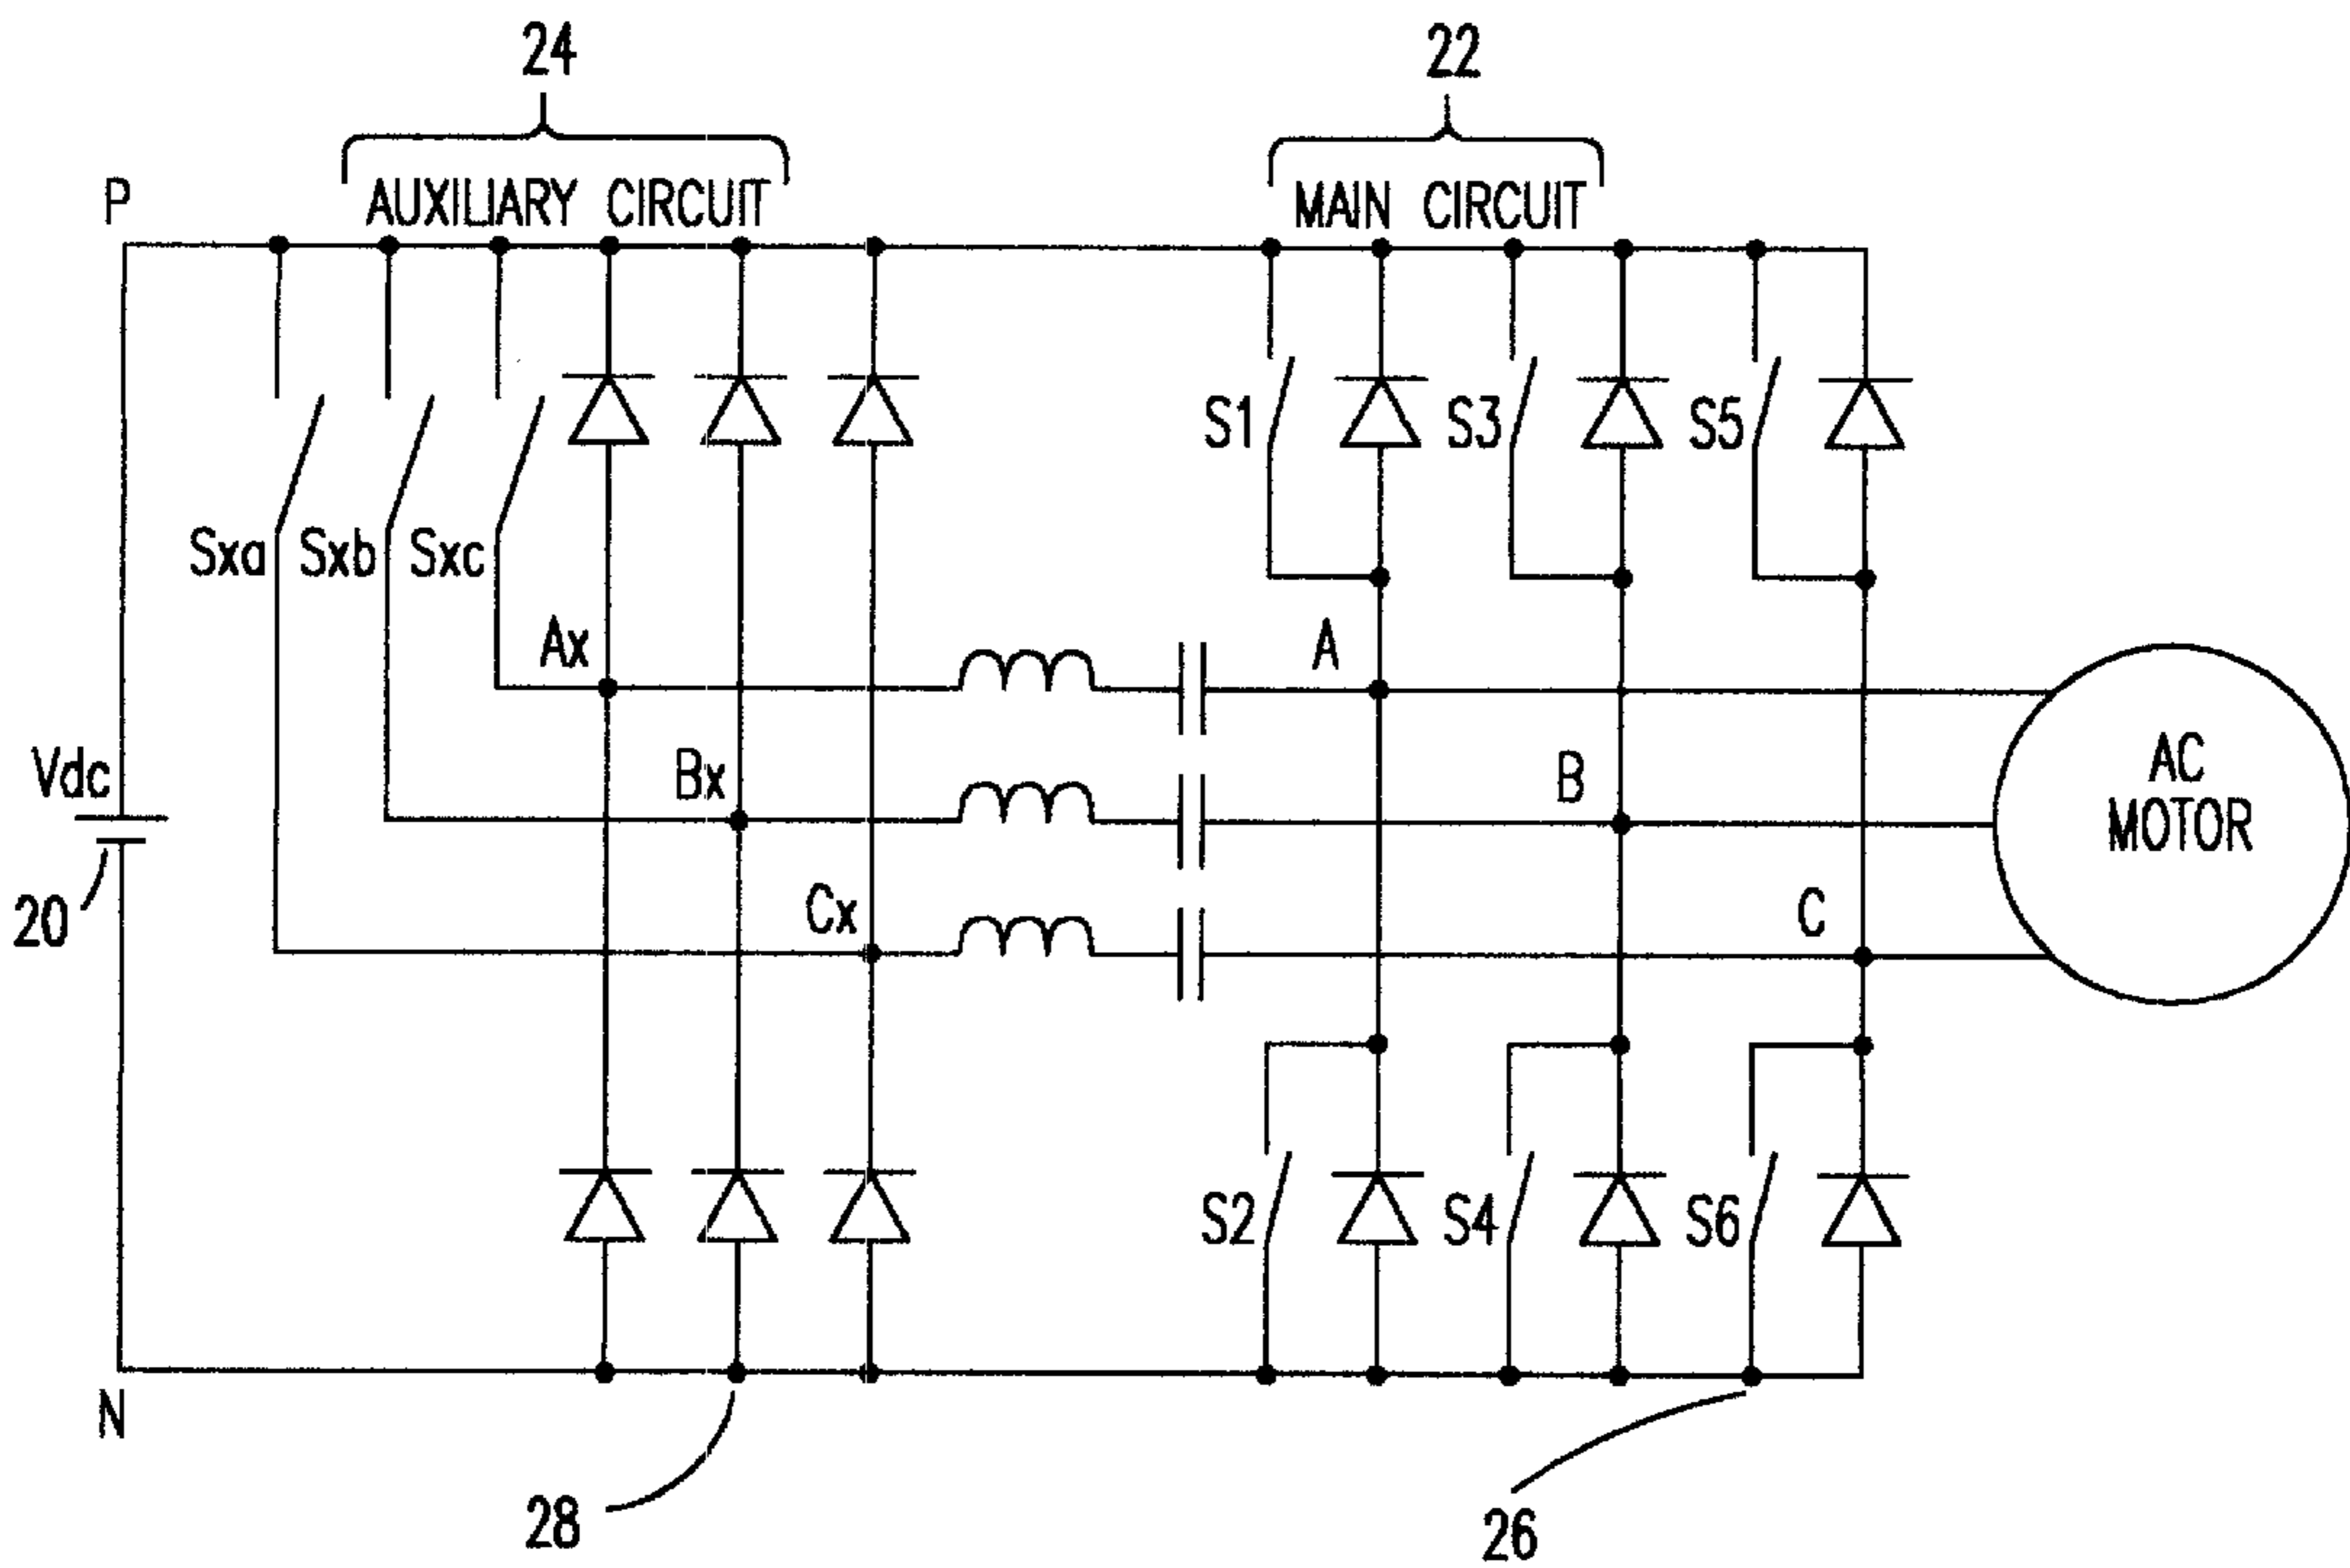 24
22
P
AUXILIARY CIRCUIT
MAIN CIRCUIT
S1
S3
S5
Sxa
Sxb
Sxc
Ax
A
Bx
B
Vdc
AC
MOTOR
20
Cx
C
S2
S4
S6
N
28
26